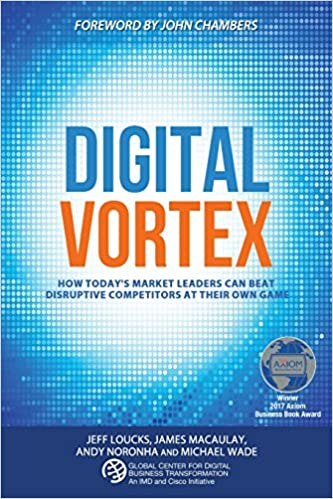 FOREWORD BY JOHN CHAMBERS
DIGITAL
VORTEX
HOW TODAY'S MARKET LEADERS CAN BEAT
DISRUPTIVE COMPETITORS AT THEIR OWN GAME
AXIOM
Winner
2017 Axiom
Business Book Award
JEFF LOUCKS, JAMES MACAULAY,
ANDY NORONHA AND MICHAEL WADE
GLOBAL CENTER FOR DIGITAL
BUSINESS TRANSFORMATION
An IMD and Cisco Initiative